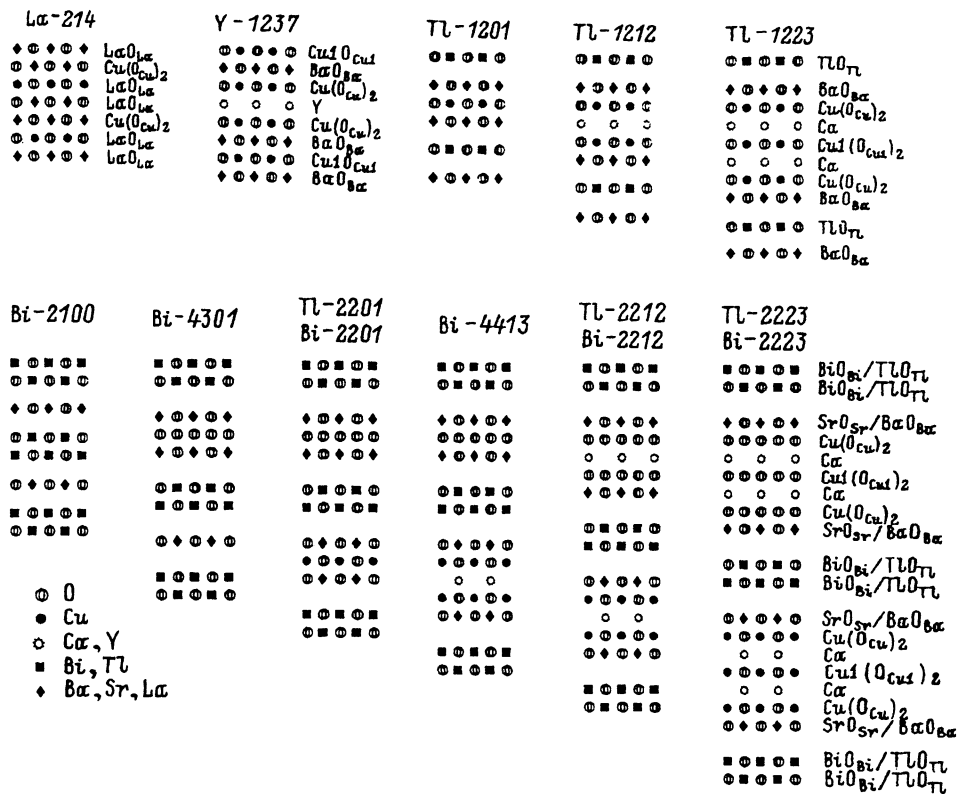 La-214
LaO_La
Cu(O_Cu)_2
LaO_La
LaO_La
Cu(O_Cu)_2
LaO_La
LaO_La
Y-1237
Cu1O_Cu1
BaO_Ba
Cu(O_Cu)_2
Y
Cu(O_Cu)_2
BaO_Ba
Cu1O_Cu1
BaO_Ba
Tl-1201
Tl-1212
Tl-1223
TlO_Tl
BaO_Ba
Cu(O_Cu)_2
Ca
Cu1(O_Cu1)_2
Ca
Cu(O_Cu)_2
BaO_Ba
TlO_Tl
BaO_Ba
Bi-2100
Bi-4301
Tl-2201
Bi-2201
Bi-4413
Tl-2212
Bi-2212
Tl-2223
Bi-2223
BiO_Bi/TlO_Tl
BiO_Bi/TlO_Tl
SrO_Sr/BaO_Ba
Cu(O_Cu)_2
Ca
Cu1(O_Cu1)_2
Ca
Cu(O_Cu)_2
SrO_Sr/BaO_Ba
BiO_Bi/TlO_Tl
BiO_Bi/TlO_Tl
SrO_Sr/BaO_Ba
Cu(O_Cu)_2
Ca
Cu1(O_Cu1)_2
Ca
Cu(O_Cu)_2
SrO_Sr/BaO_Ba
BiO_Bi/TlO_Tl
BiO_Bi/TlO_Tl
O
Cu
Ca, Y
Bi, Tl
Ba, Sr, La